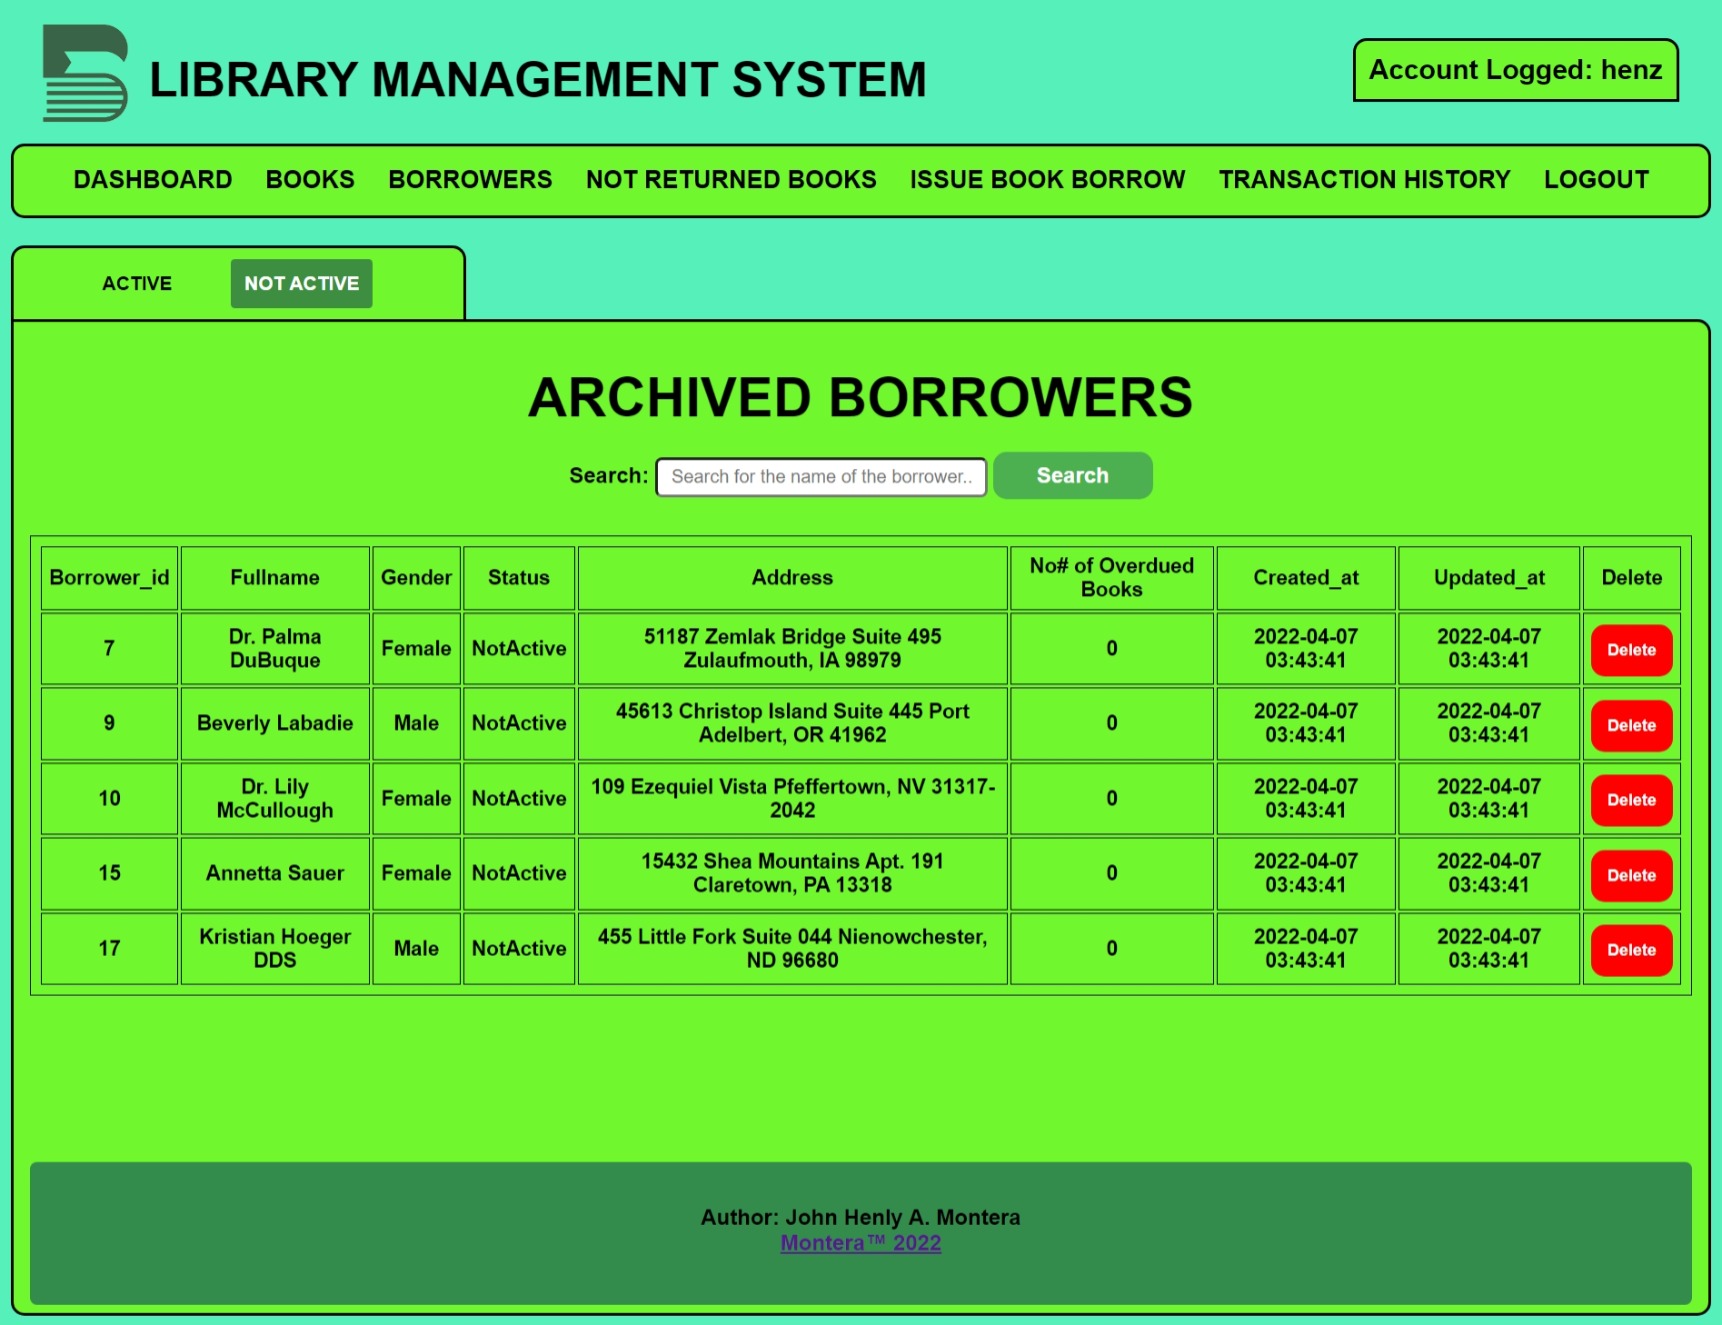 LIBRARY MANAGEMENT SYSTEM
Account Logged: henz
DASHBOARD BOOKS BORROWERS NOT RETURNED BOOKS ISSUE BOOK BORROW TRANSACTION HISTORY LOGOUT
ACTIVE NOT ACTIVE
ARCHIVED BORROWERS
Search: Search for the name of the borrower.. Search
Borrower_id Fullname Gender Status Address No# of Overdued Books Created_at Updated_at Delete
7 Dr. Palma DuBuque Female NotActive 51187 Zemlak Bridge Suite 495 Zulaufmouth, IA 98979 0 2022-04-07 03:43:41 2022-04-07 03:43:41 Delete
9 Beverly Labadie Male NotActive 45613 Christop Island Suite 445 Port Adelbert, OR 41962 0 2022-04-07 03:43:41 2022-04-07 03:43:41 Delete
10 Dr. Lily McCullough Female NotActive 109 Ezequiel Vista Pfeffertown, NV 31317-2042 0 2022-04-07 03:43:41 2022-04-07 03:43:41 Delete
15 Annetta Sauer Female NotActive 15432 Shea Mountains Apt. 191 Claretown, PA 13318 0 2022-04-07 03:43:41 2022-04-07 03:43:41 Delete
17 Kristian Hoeger DDS Male NotActive 455 Little Fork Suite 044 Nienowchester, ND 96680 0 2022-04-07 03:43:41 2022-04-07 03:43:41 Delete
Author: John Henly A. Montera
Montera™ 2022